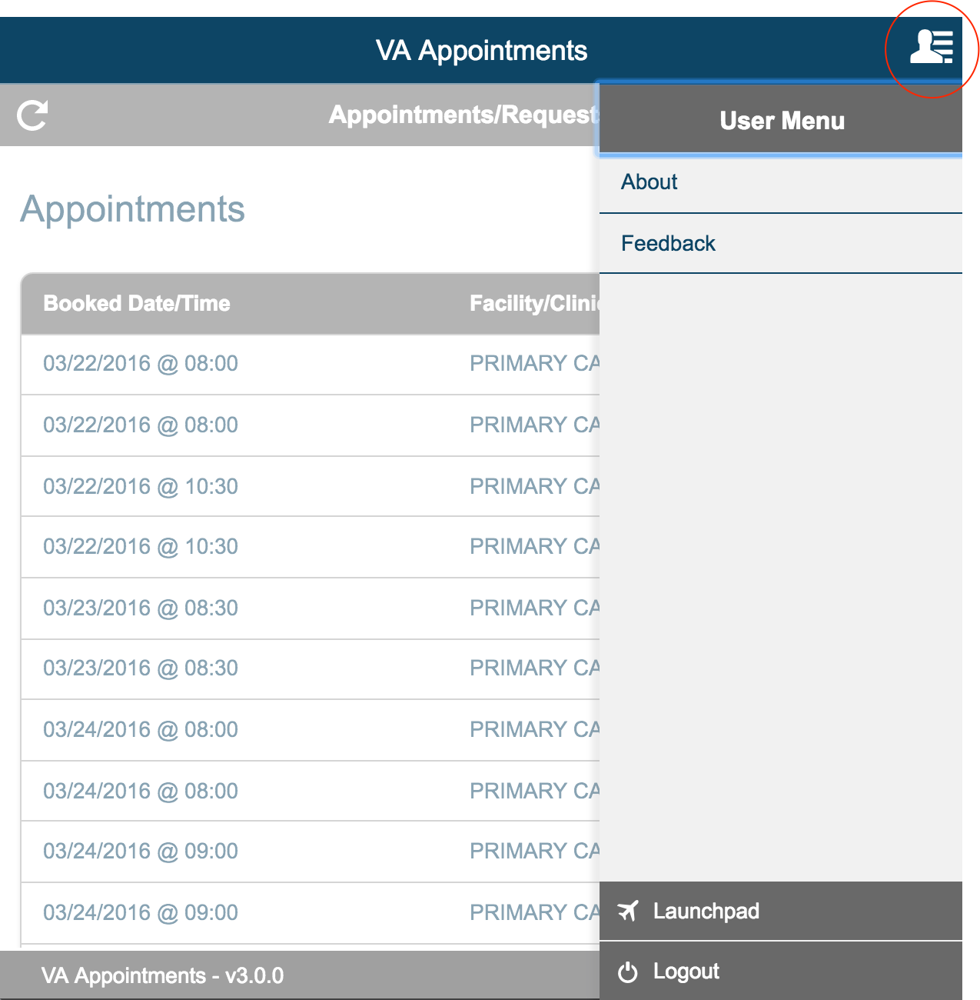 VA Appointments
Appointments/Requests
User Menu
About
Feedback
Appointments
Booked Date/Time Facility/Clinic
03/22/2016 @ 08:00 PRIMARY CA
03/22/2016 @ 08:00 PRIMARY CA
03/22/2016 @ 10:30 PRIMARY CA
03/22/2016 @ 10:30 PRIMARY CA
03/23/2016 @ 08:30 PRIMARY CA
03/23/2016 @ 08:30 PRIMARY CA
03/24/2016 @ 08:00 PRIMARY CA
03/24/2016 @ 08:00 PRIMARY CA
03/24/2016 @ 09:00 PRIMARY CA
03/24/2016 @ 09:00 PRIMARY CA
Launchpad
Logout
VA Appointments - v3.0.0